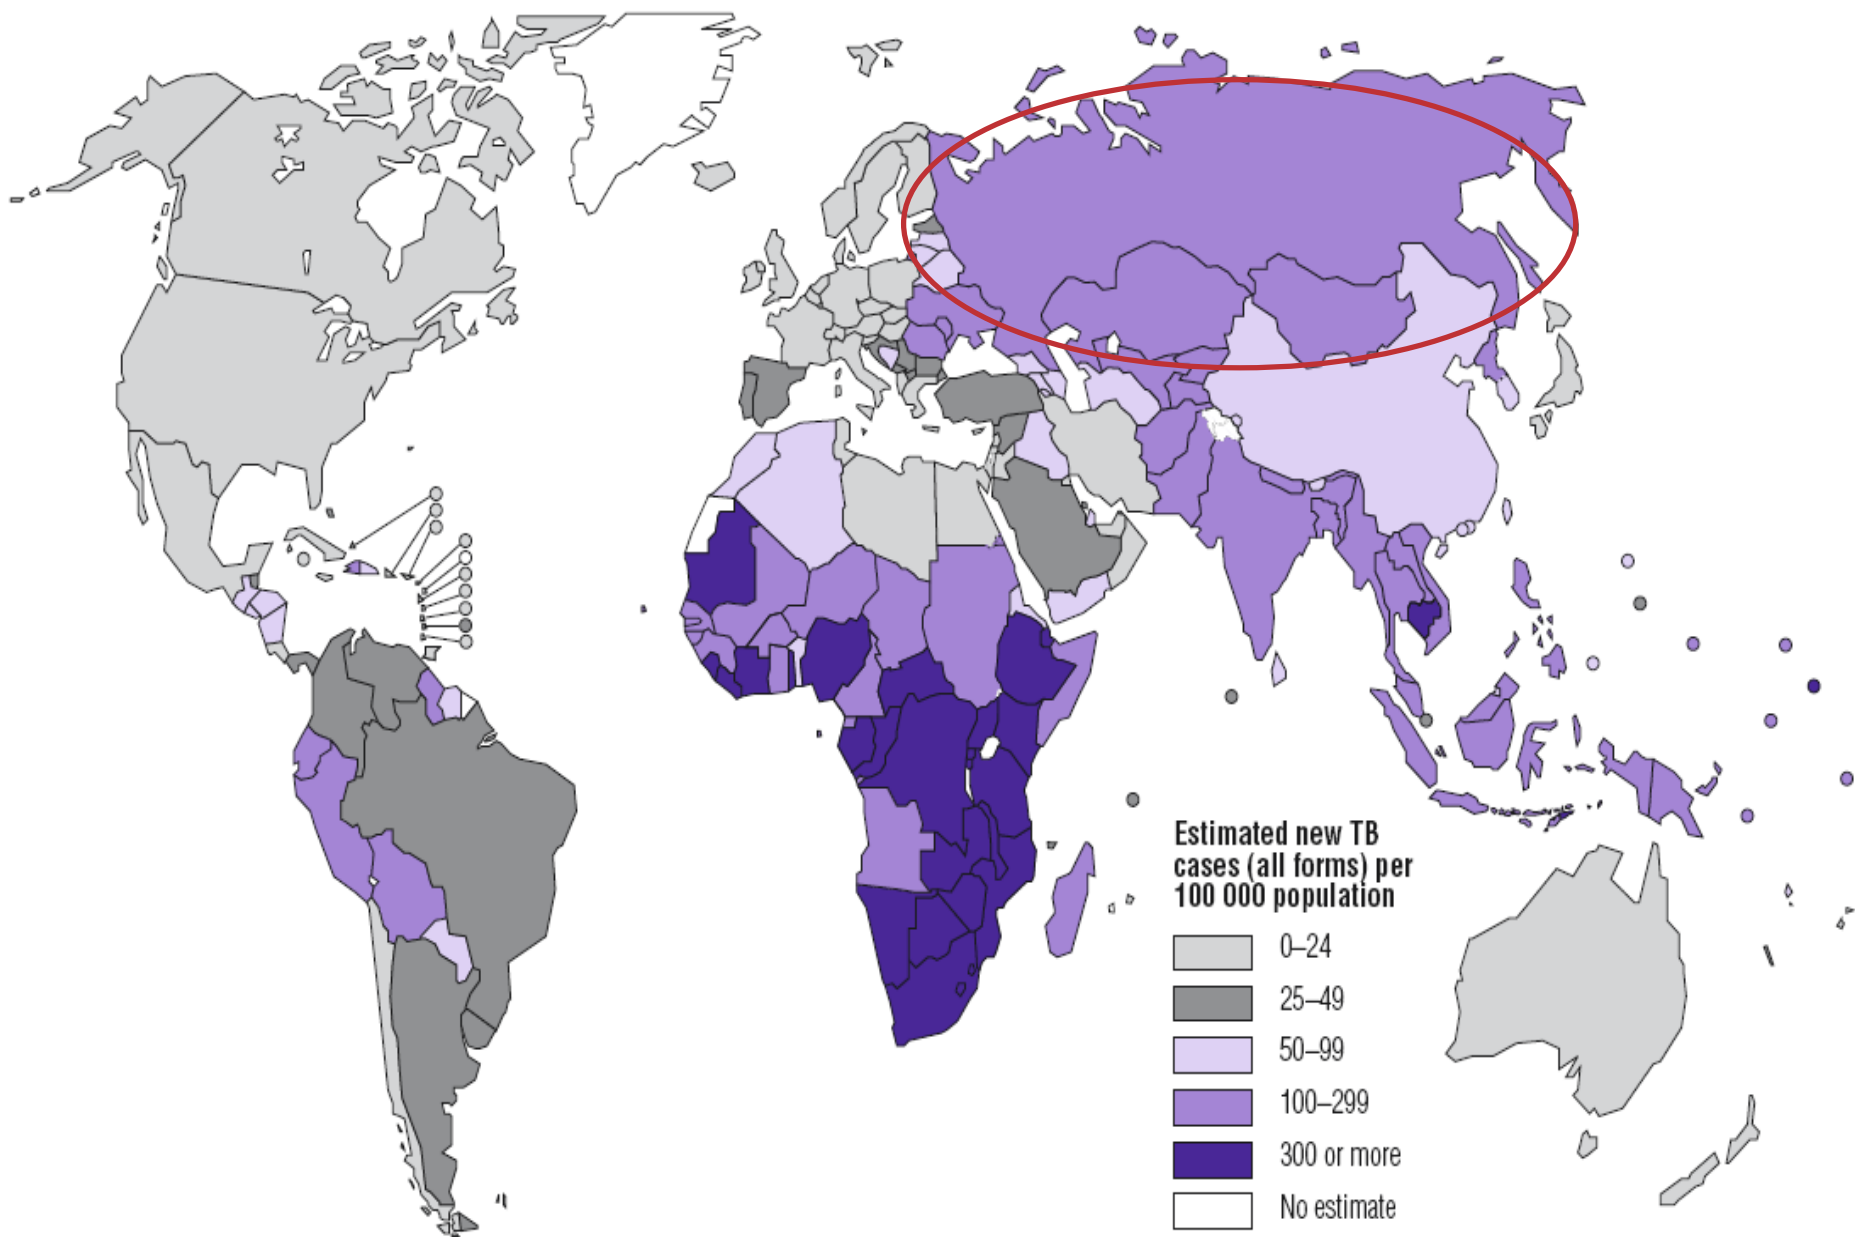 Estimated new TB
cases (all forms) per
100 000 population
0–24
25–49
50–99
100–299
300 or more
No estimate